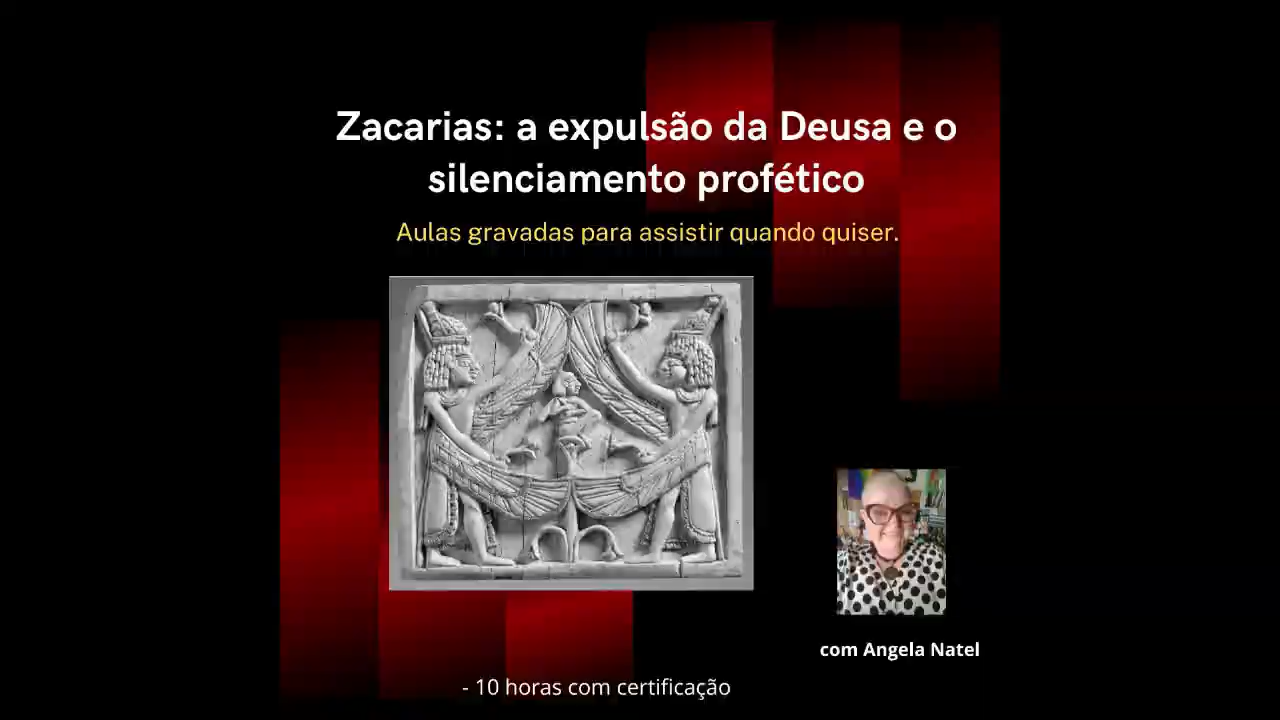 Zacarias: a expulsão da Deusa e o
silenciamento profético
Aulas gravadas para assistir quando quiser.
com Angela Natel
- 10 horas com certificação